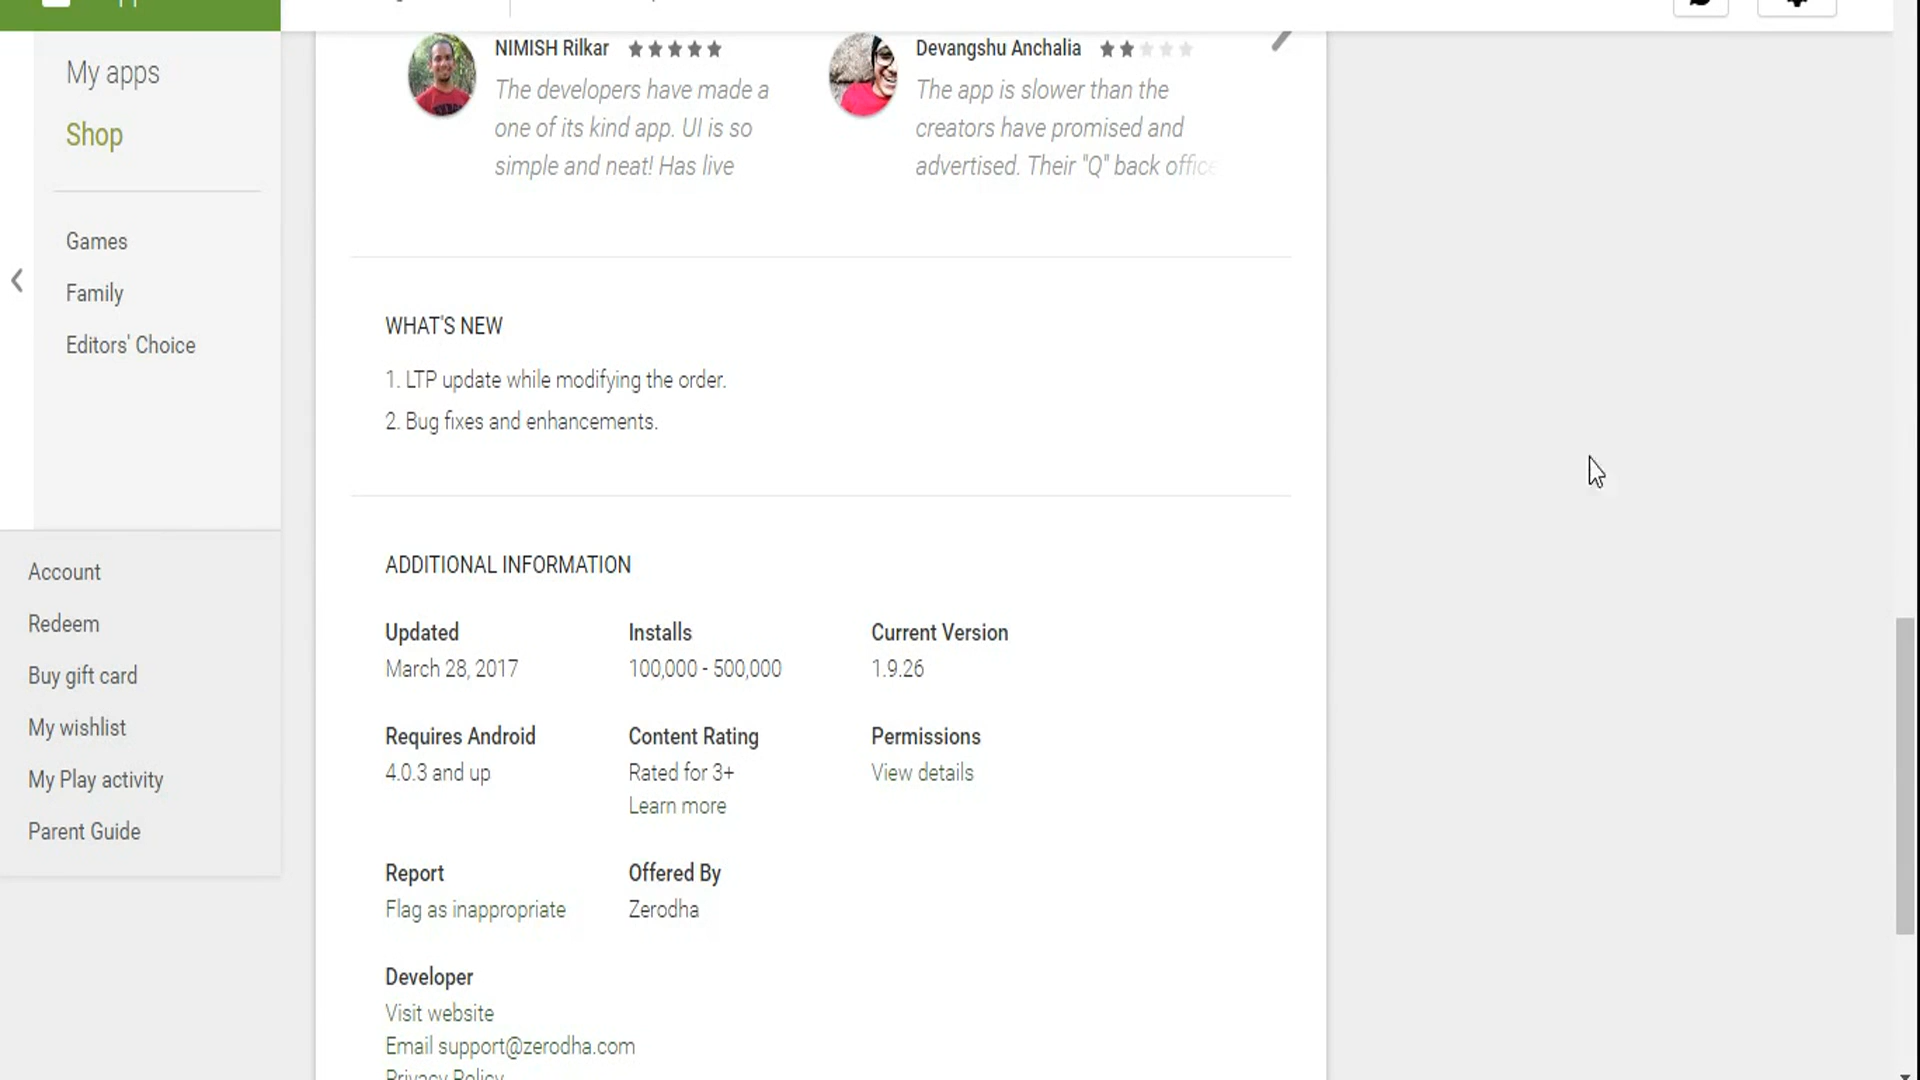 NIMISH Rilkar
The developers have made a
one of its kind app. UI is so
simple and neat! Has live
Devangshu Anchalia
The app is slower than the
creators have promised and
advertised. Their "Q" back office
My apps
Shop
Games
Family
Editors' Choice
Account
Redeem
Buy gift card
My wishlist
My Play activity
Parent Guide
WHAT'S NEW
1. LTP update while modifying the order.
2. Bug fixes and enhancements.
ADDITIONAL INFORMATION
Updated
March 28, 2017
Installs
100,000 - 500,000
Current Version
1.9.26
Requires Android
4.0.3 and up
Content Rating
Rated for 3+
Learn more
Permissions
View details
Report
Flag as inappropriate
Offered By
Zerodha
Developer
Visit website
Email support@zerodha.com
Privacy Policy